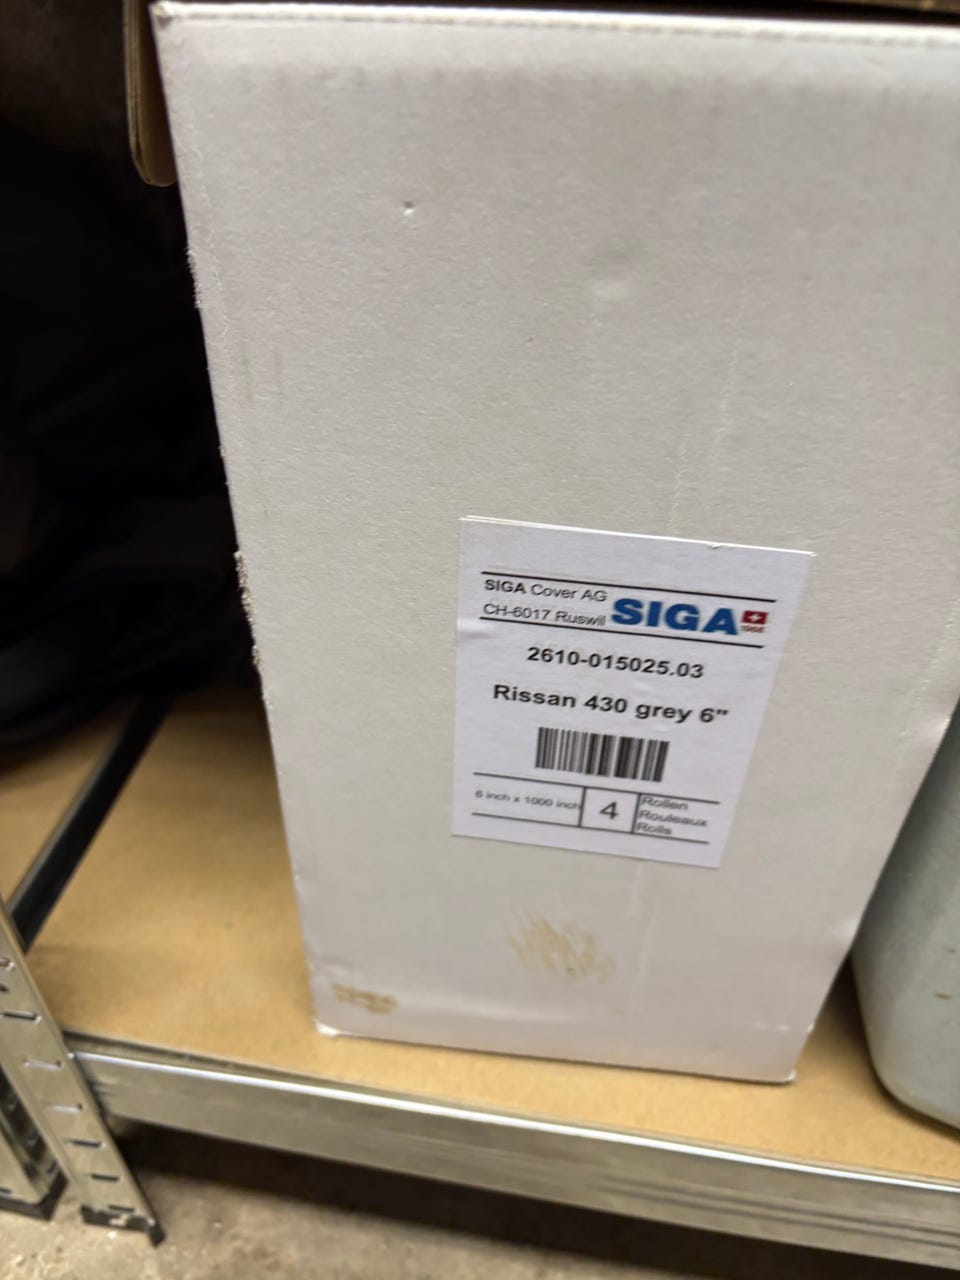 SIGA Cover AG
CH-6017 Ruswil
SIGA
1966
2610-015025.03
Rissan 430 grey 6"
6 inch x 1000 inch
4
Rollen
Rouleaux
Rolls